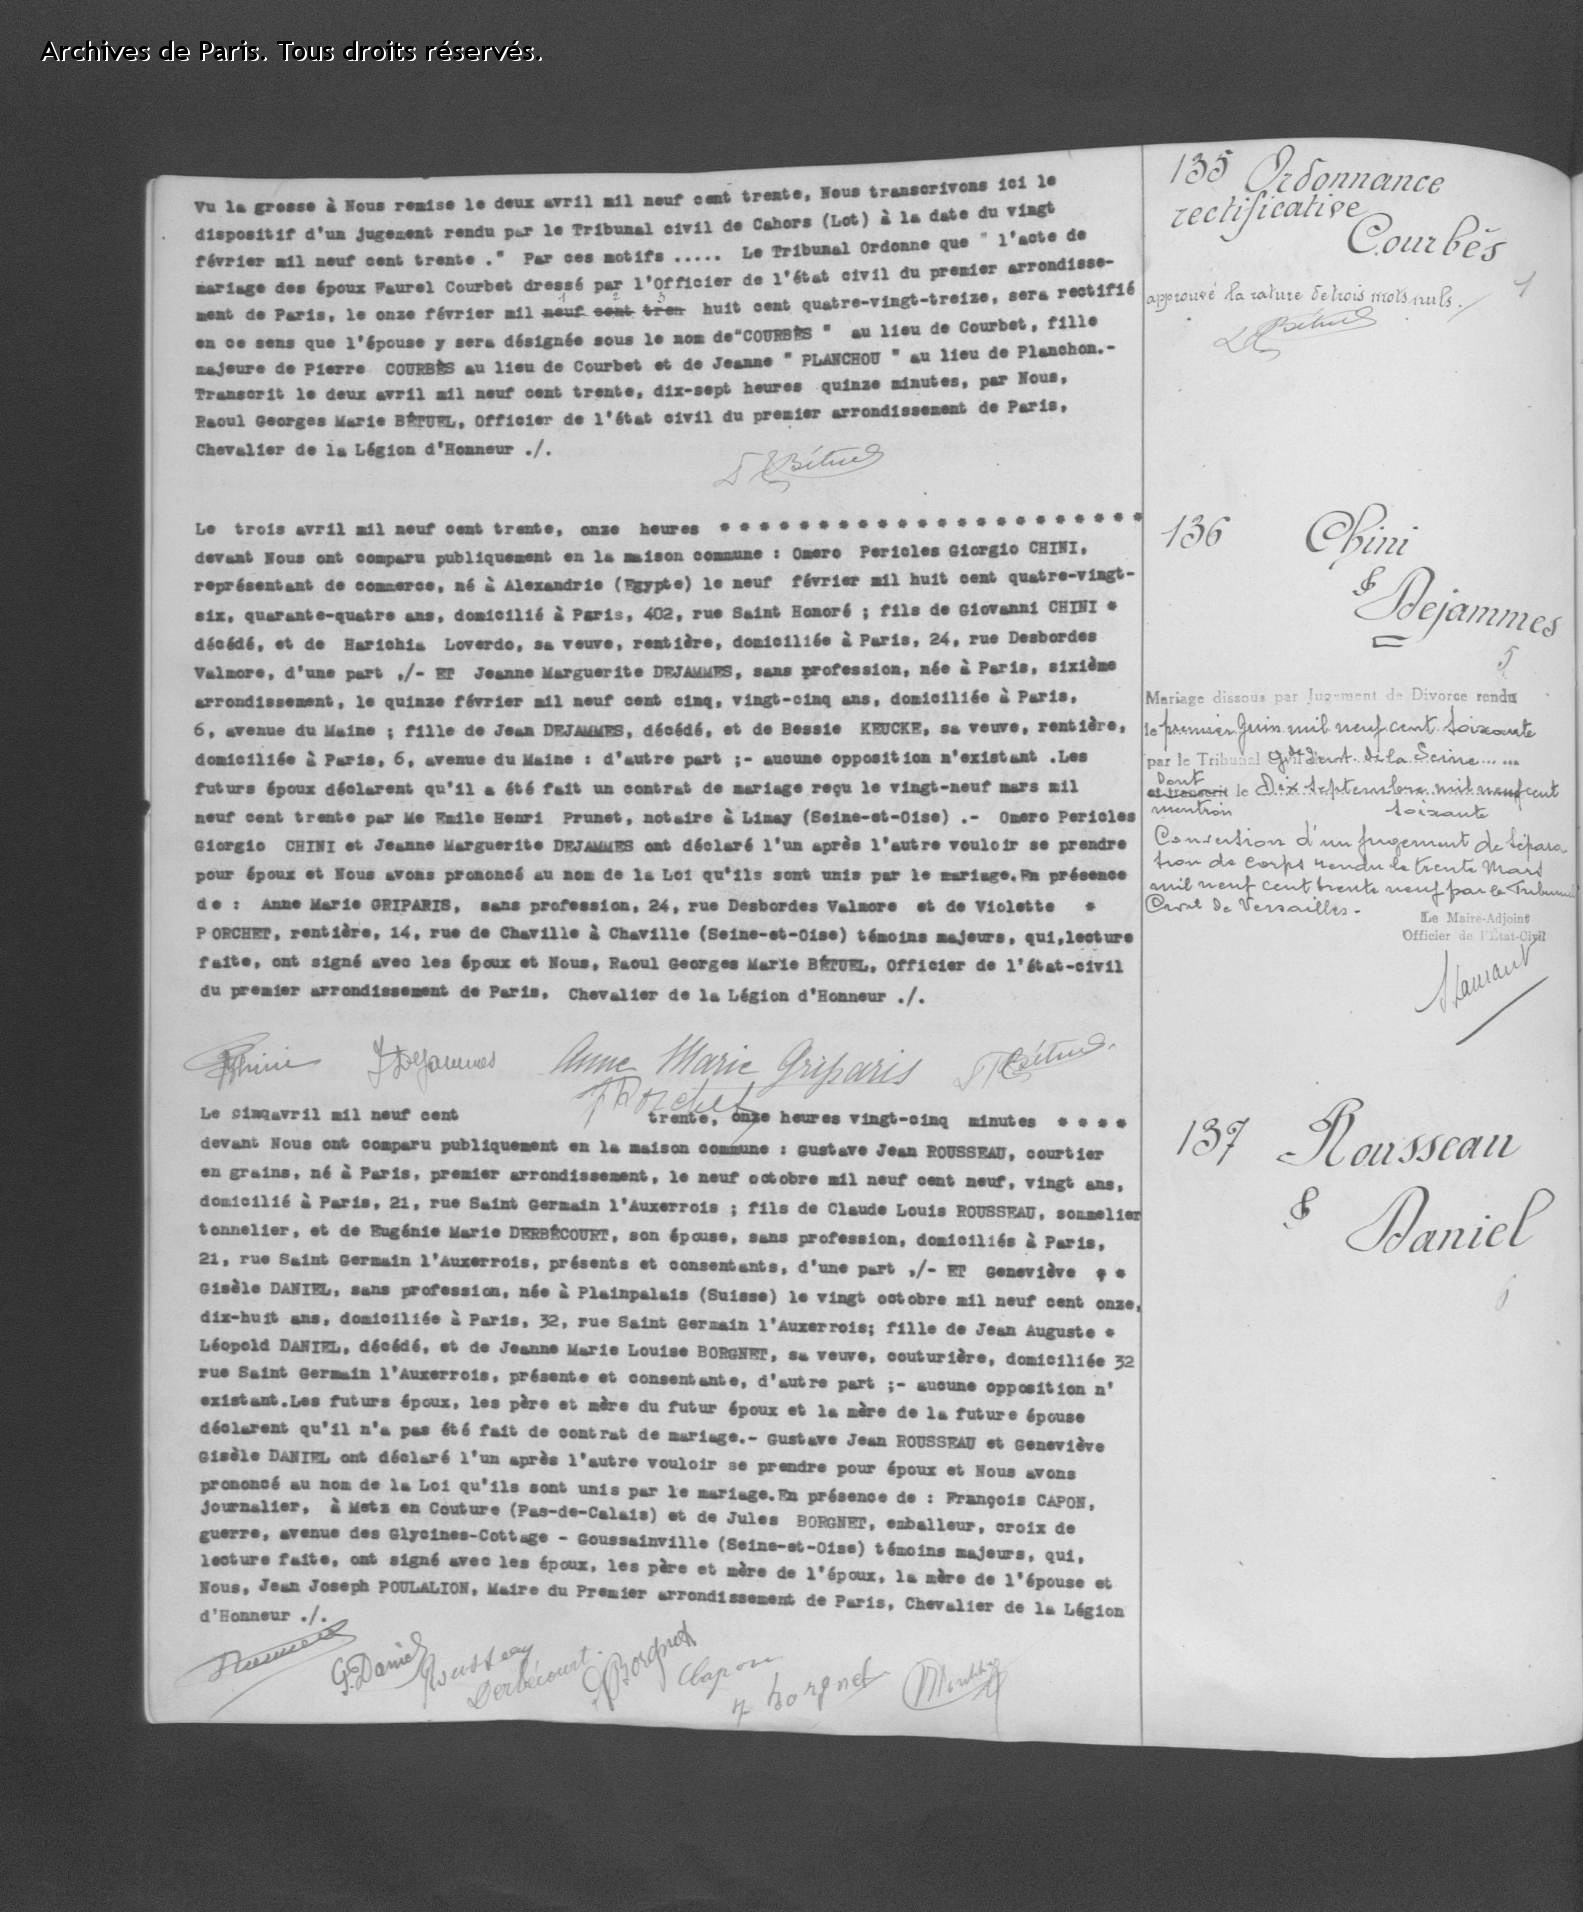 Archives de Paris. Tous droits réservés.
Vu la grosse à Nous remise le deux avril mil neuf cent trente, Nous transcrivons ici le
dispositif d'un jugement rendu par le Tribunal civil de Cahors (Lot) à la date du vingt
février mil neuf cent trente ." Par ces motifs ..... Le Tribunal Ordonne que " l'acte de
mariage des époux Faurel Courbet dressé par l'Officier de l'état civil du premier arrondisse-
1 2 3
ment de Paris, le onze février mil neuf cent tren huit cent quatre-vingt-treize, sera rectifié
en ce sens que l'épouse y sera désignée sous le nom de"COURBÈS " au lieu de Courbet, fille
majeure de Pierre COURBÈS au lieu de Courbet et de Jeanne " PLANCHOU " au lieu de Planchon.-
Transcrit le deux avril mil neuf cent trente, dix-sept heures quinze minutes, par Nous,
Raoul Georges Marie BÉTUEL, Officier de l'état civil du premier arrondissement de Paris,
Chevalier de la Légion d'Honneur ./.
Bétuel
135 Ordonnance
rectificative
Courbès
1
approuvé la rature de trois mots nuls.
Bétuel
Le trois avril mil neuf cent trente, onze heures * * * * * * * * * * * * * * * * * * * * * *
devant Nous ont comparu publiquement en la maison commune : Omero Pericles Giorgio CHINI,
représentant de commerce, né à Alexandrie (Egypte) le neuf février mil huit cent quatre-vingt-
six, quarante-quatre ans, domicilié à Paris, 402, rue Saint Honoré ; fils de Giovanni CHINI *
décédé, et de Harichia Loverdo, sa veuve, rentière, domiciliée à Paris, 24, rue Desbordes
Valmore, d'une part ,/- ET Jeanne Marguerite DEJAMMES, sans profession, née à Paris, sixième
arrondissement, le quinze février mil neuf cent cinq, vingt-cinq ans, domiciliée à Paris,
6, avenue du Maine ; fille de Jean DEJAMMES, décédé, et de Bessie KEUCKE, sa veuve, rentière,
domiciliée à Paris, 6, avenue du Maine : d'autre part ;- aucune opposition n'existant .Les
futurs époux déclarent qu'il a été fait un contrat de mariage reçu le vingt-neuf mars mil
neuf cent trente par Me Emile Henri Prunet, notaire à Limay (Seine-et-Oise) .- Omero Pericles
Giorgio CHINI et Jeanne Marguerite DEJAMMES ont déclaré l'un après l'autre vouloir se prendre
pour époux et Nous avons prononcé au nom de la Loi qu'ils sont unis par le mariage.En présence
de : Anne Marie GRIPARIS, sans profession, 24, rue Desbordes Valmore et de Violette *
PORCHET, rentière, 14, rue de Chaville à Chaville (Seine-et-Oise) témoins majeurs, qui,lecture
faite, ont signé avec les époux et Nous, Raoul Georges Marie BÉTUEL, Officier de l'état-civil
du premier arrondissement de Paris, Chevalier de la Légion d'Honneur ./.
Chini JDejammes Anne Marie Griparis Bétuel
Porchet
136 Chini
&
Dejammes
5
Mariage dissous par Jugement de Divorce rendu
le premier Juin mil neuf cent soixante
par le Tribunal gde Inst. de la Seine......
dont
et transcrit le Dix septembre mil neuf cent
mention soixante
Conversion d'un jugement de sépara-
tion de corps rendu le trente Mars
mil neuf cent trente neuf par le Tribunal
Civil de Versailles.
Le Maire-Adjoint
Officier de l'Etat-Civil
Le cinqavril mil neuf cent trente, onze heures vingt-cinq minutes * * * *
devant Nous ont comparu publiquement en la maison commune : Gustave Jean ROUSSEAU, courtier
en grains, né à Paris, premier arrondissement, le neuf octobre mil neuf cent neuf, vingt ans,
domicilié à Paris, 21, rue Saint Germain l'Auxerrois ; fils de Claude Louis ROUSSEAU, sommelier
tonnelier, et de Eugénie Marie DERBÉCOURT, son épouse, sans profession, domiciliés à Paris,
21, rue Saint Germain l'Auxerrois, présents et consentants, d'une part ,/- ET Geneviève * *
Gisèle DANIEL, sans profession, née à Plainpalais (Suisse) le vingt octobre mil neuf cent onze,
dix-huit ans, domiciliée à Paris, 32, rue Saint Germain l'Auxerrois; fille de Jean Auguste *
Léopold DANIEL, décédé, et de Jeanne Marie Louise BORGNET, sa veuve, couturière, domiciliée 32
rue Saint Germain l'Auxerrois, présente et consentante, d'autre part ;- aucune opposition n'
existant.Les futurs époux, les père et mère du futur époux et la mère de la future épouse
déclarent qu'il n'a pas été fait de contrat de mariage.- Gustave Jean ROUSSEAU et Geneviève
Gisèle DANIEL ont déclaré l'un après l'autre vouloir se prendre pour époux et Nous avons
prononcé au nom de la Loi qu'ils sont unis par le mariage.En présence de : François CAPON,
journalier, à Metz en Couture (Pas-de-Calais) et de Jules BORGNET, emballeur, croix de
guerre, avenue des Glycines-Cottage - Goussainville (Seine-et-Oise) témoins majeurs, qui,
lecture faite, ont signé avec les époux, les père et mère de l'époux, la mère de l'épouse et
Nous, Jean Joseph POULALION, Maire du Premier arrondissement de Paris, Chevalier de la Légion
d'Honneur ./.
G.Daniel Rousseau Derbécourt Borgnet Capon Borgnet
137 Rousseau
&
Daniel
6